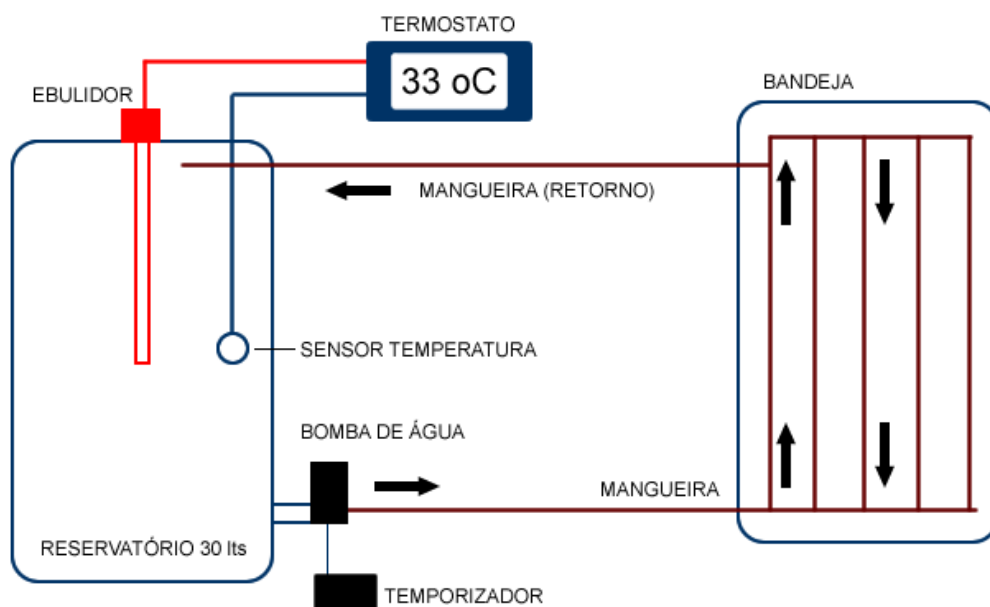 TERMOSTATO
33 oC
EBULIDOR
BANDEJA
MANGUEIRA (RETORNO)
SENSOR TEMPERATURA
BOMBA DE ÁGUA
MANGUEIRA
RESERVATÓRIO 30 lts
TEMPORIZADOR